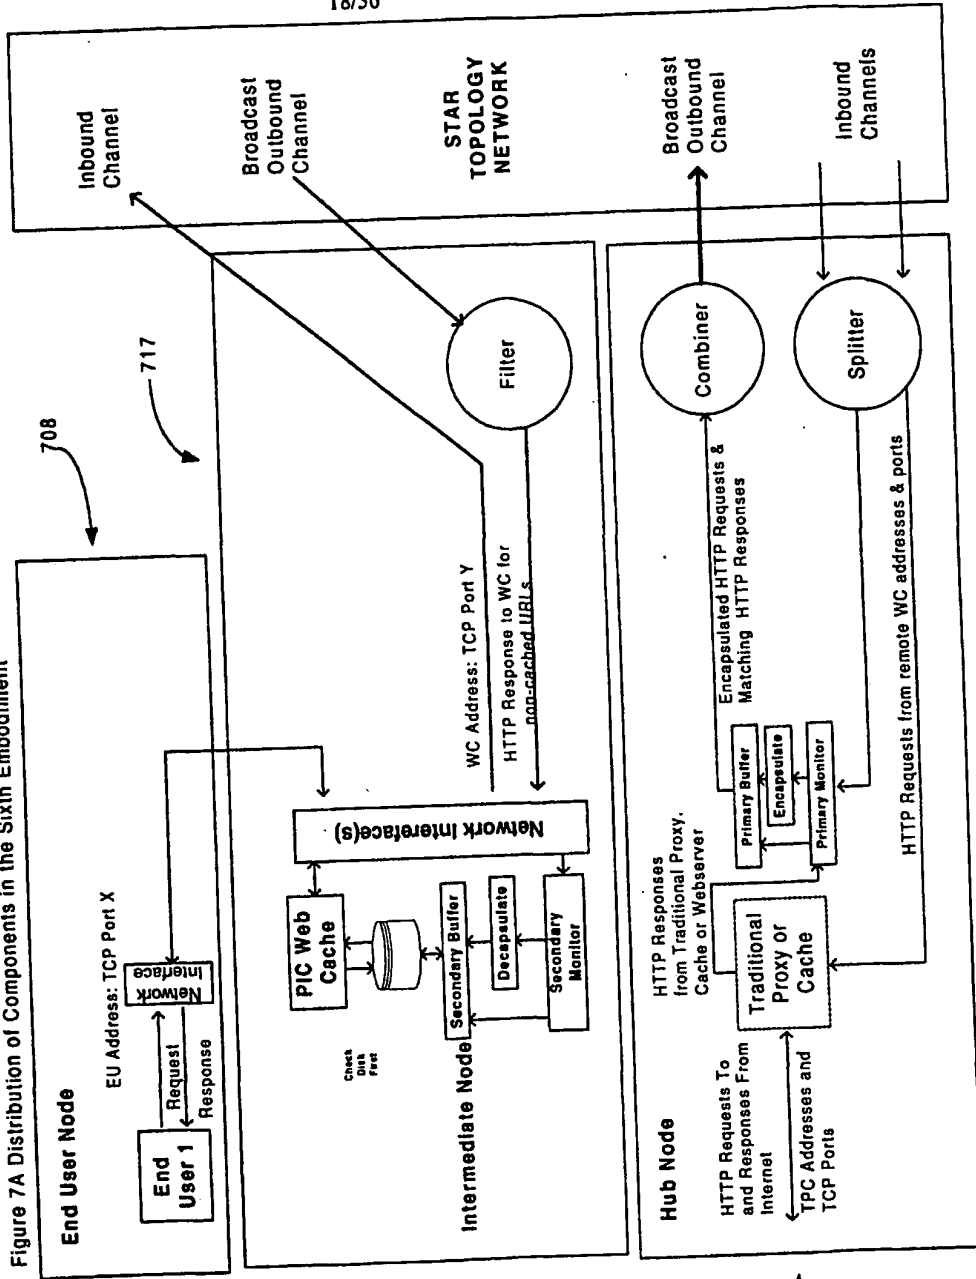 18/36
Figure 7A Distribution of Components in the Sixth Embodiment
708
717
End User Node
EU Address: TCP Port X
End
User 1
Request
Response
Network
Interface
Inbound
Channel
Broadcast
Outbound
Channel
STAR
TOPOLOGY
NETWORK
Broadcast
Outbound
Channel
Inbound
Channels
Intermediate Node
Check
Disk
First
PIC Web
Cache
Secondary Buffer
Decapsulate
Secondary
Monitor
Network Intereface(s)
WC Address: TCP Port Y
HTTP Response to WC for
non-cached URLs
Filter
Hub Node
HTTP Requests To
and Responses From
Internet
TPC Addresses and
TCP Ports
HTTP Responses
from Traditional Proxy,
Cache or Webserver
Traditional
Proxy or
Cache
Primary Buffer
Encapsulate
Primary Monitor
Encapsulated HTTP Requests &
Matching HTTP Responses
HTTP Requests from remote WC addresses & ports
Combiner
Splitter